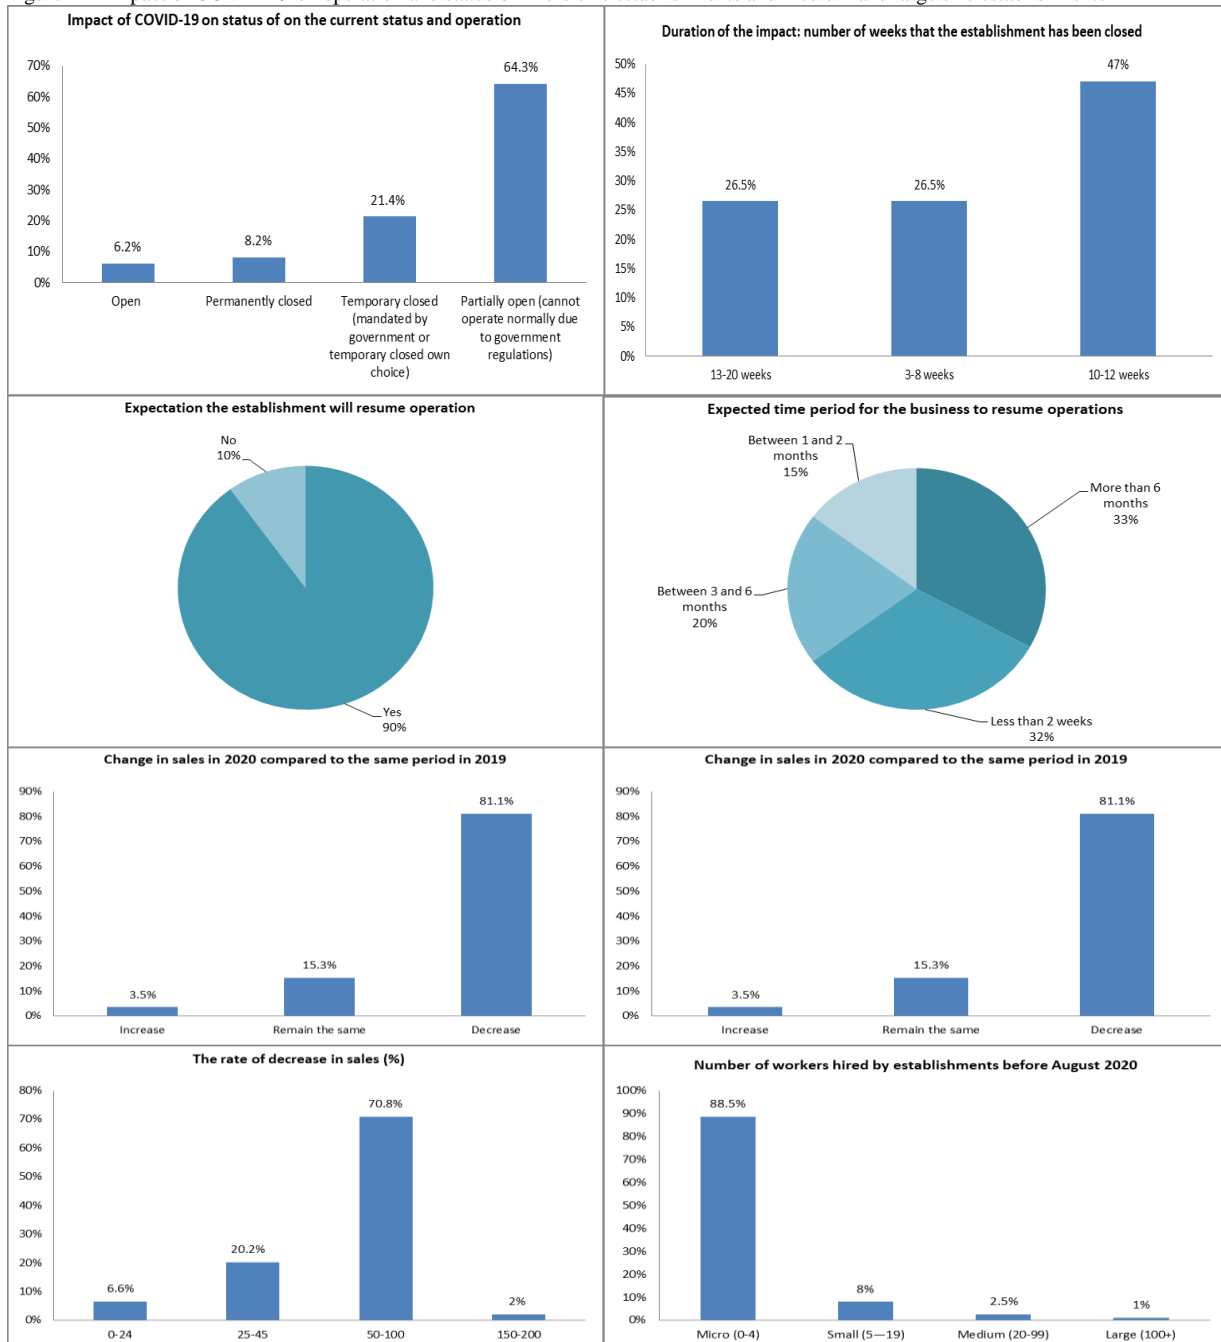 Impact of COVID-19 on status of on the current status and operation
70%
60%
50%
40%
30%
20%
10%
0%
6.2%
8.2%
21.4%
64.3%
Open
Permanently closed
Temporary closed
(mandated by
government or
temporary closed own
choice)
Partially open (cannot
operate normally due
to government
regulations)
Duration of the impact: number of weeks that the establishment has been closed
50%
45%
40%
35%
30%
25%
20%
15%
10%
5%
0%
26.5%
26.5%
47%
13-20 weeks
3-8 weeks
10-12 weeks
Expectation the establishment will resume operation
No
10%
Yes
90%
Expected time period for the business to resume operations
Between 1 and 2
months
15%
More than 6
months
33%
Between 3 and 6
months
20%
Less than 2 weeks
32%
Change in sales in 2020 compared to the same period in 2019
90%
80%
70%
60%
50%
40%
30%
20%
10%
0%
3.5%
15.3%
81.1%
Increase
Remain the same
Decrease
Change in sales in 2020 compared to the same period in 2019
90%
80%
70%
60%
50%
40%
30%
20%
10%
0%
3.5%
15.3%
81.1%
Increase
Remain the same
Decrease
The rate of decrease in sales (%)
80%
70%
60%
50%
40%
30%
20%
10%
0%
6.6%
20.2%
70.8%
2%
0-24
25-45
50-100
150-200
Number of workers hired by establishments before August 2020
100%
90%
80%
70%
60%
50%
40%
30%
20%
10%
0%
88.5%
8%
2.5%
1%
Micro (0-4)
Small (5—19)
Medium (20-99)
Large (100+)